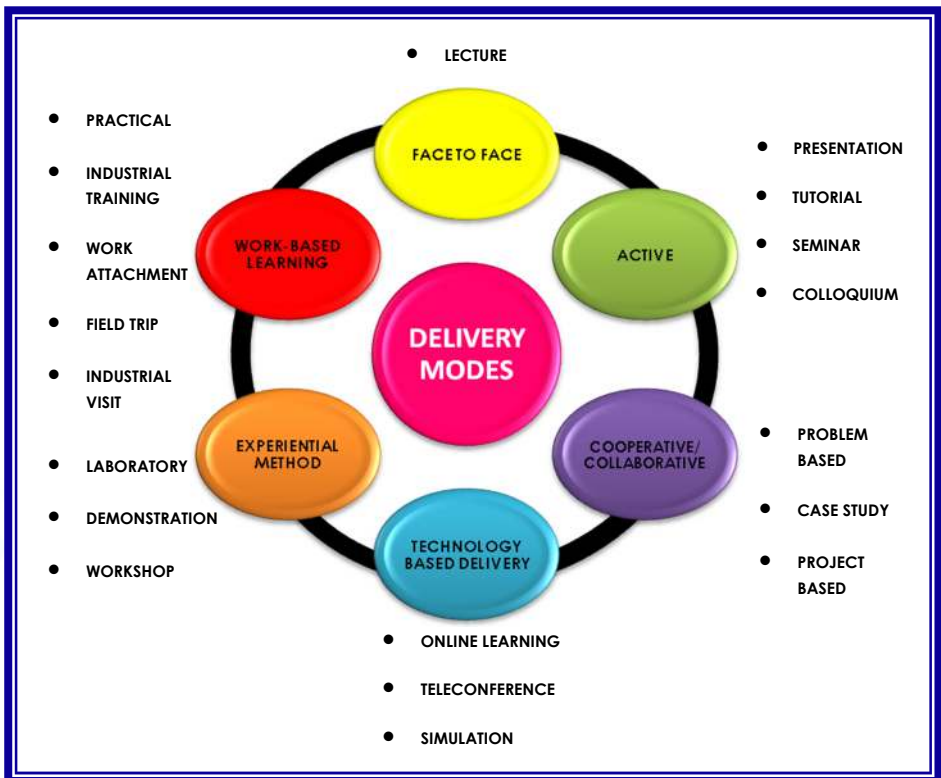 LECTURE
FACE TO FACE
PRACTICAL
INDUSTRIAL
TRAINING
WORK
ATTACHMENT
FIELD TRIP
INDUSTRIAL
VISIT
WORK-BASED
LEARNING
PRESENTATION
TUTORIAL
SEMINAR
COLLOQUIUM
ACTIVE
DELIVERY
MODES
EXPERIENTIAL
METHOD
LABORATORY
DEMONSTRATION
WORKSHOP
COOPERATIVE/
COLLABORATIVE
PROBLEM
BASED
CASE STUDY
PROJECT
BASED
TECHNOLOGY
BASED DELIVERY
ONLINE LEARNING
TELECONFERENCE
SIMULATION